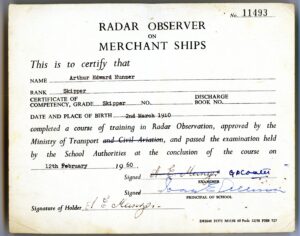 No. 11493
RADAR OBSERVER
ON
MERCHANT SHIPS
This is to certify that
NAME Arthur Edward Munner
RANK Skipper
CERTIFICATE OF COMPETENCY, GRADE Skipper NO. DISCHARGE BOOK NO.
DATE AND PLACE OF BIRTH 2nd March 1910
completed a course of training in Radar Observation, approved by the
Ministry of Transport and Civil Aviation, and passed the examination held
by the School Authorities at the conclusion of the course on
12th February 1960
Signed
EXAMINER
Signed
PRINCIPAL OF SCHOOL
Signature of Holder